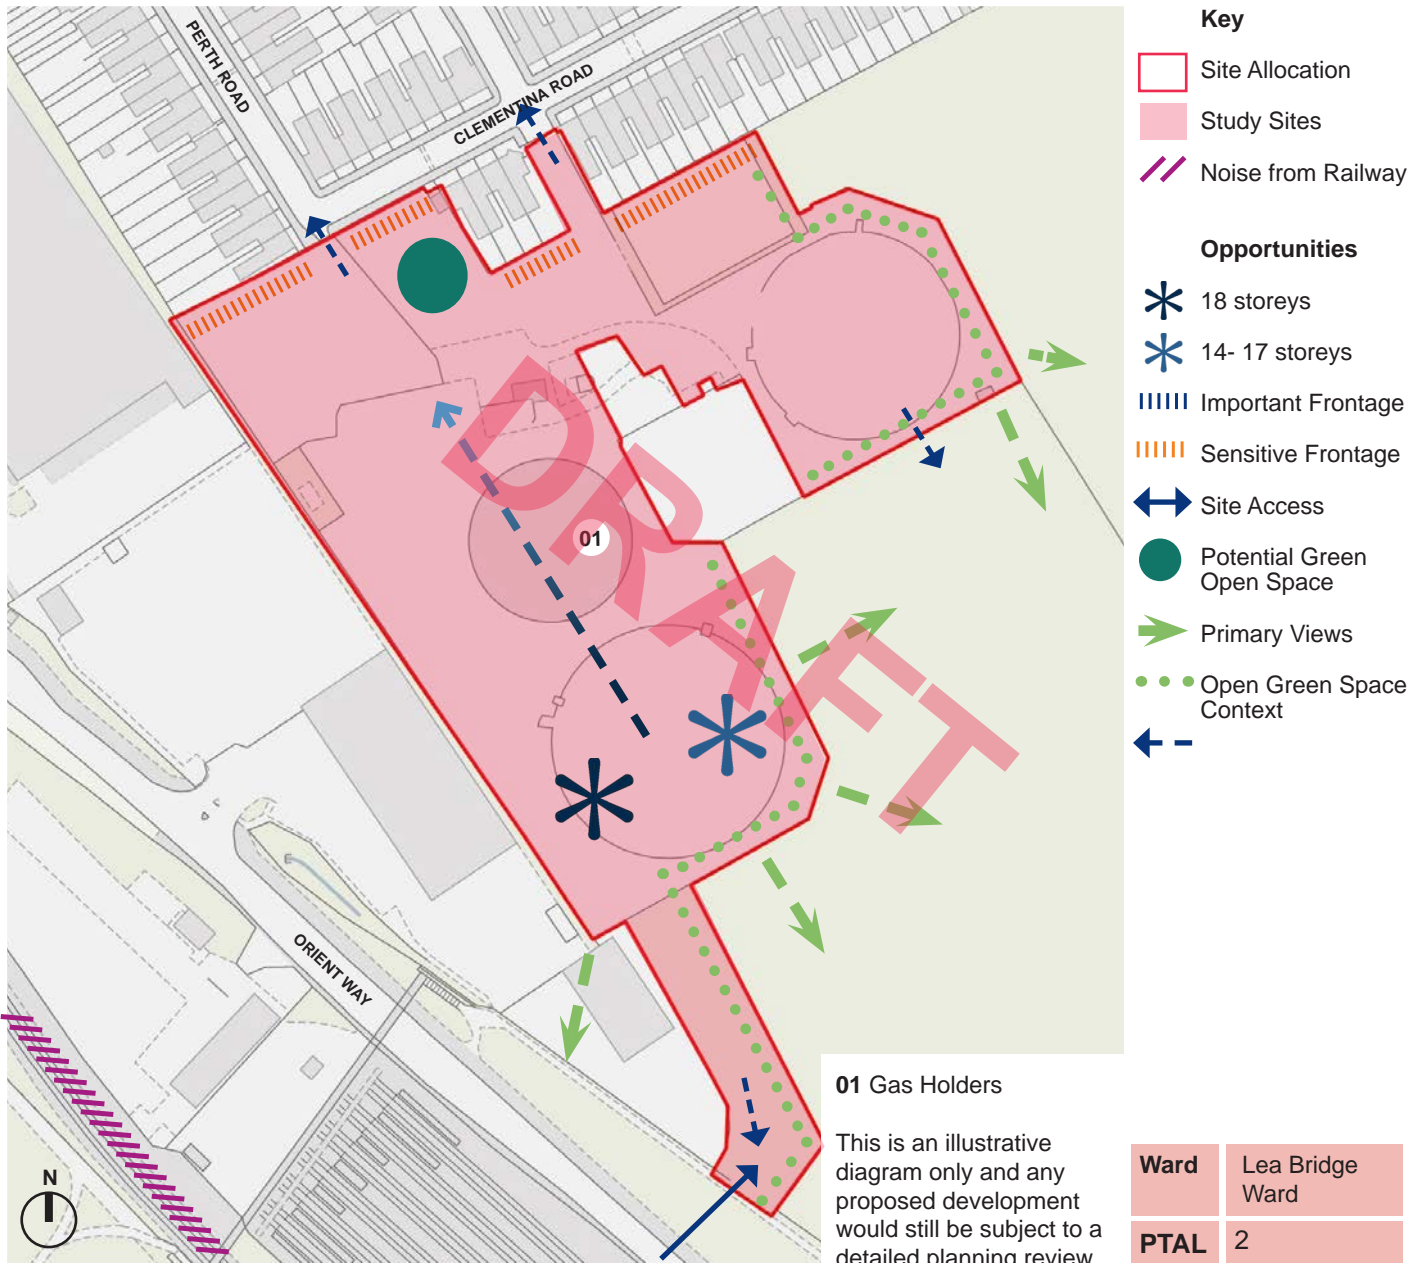 PERTH ROAD
CLEMENTINA ROAD
DRAFT
01
ORIENT WAY
N
01 Gas Holders
This is an illustrative
diagram only and any
proposed development
would still be subject to a
detailed planning review
Key
Site Allocation
Study Sites
Noise from Railway
Opportunities
18 storeys
14- 17 storeys
Important Frontage
Sensitive Frontage
Site Access
Potential Green
Open Space
Primary Views
Open Green Space
Context
Ward Lea Bridge
Ward
PTAL 2